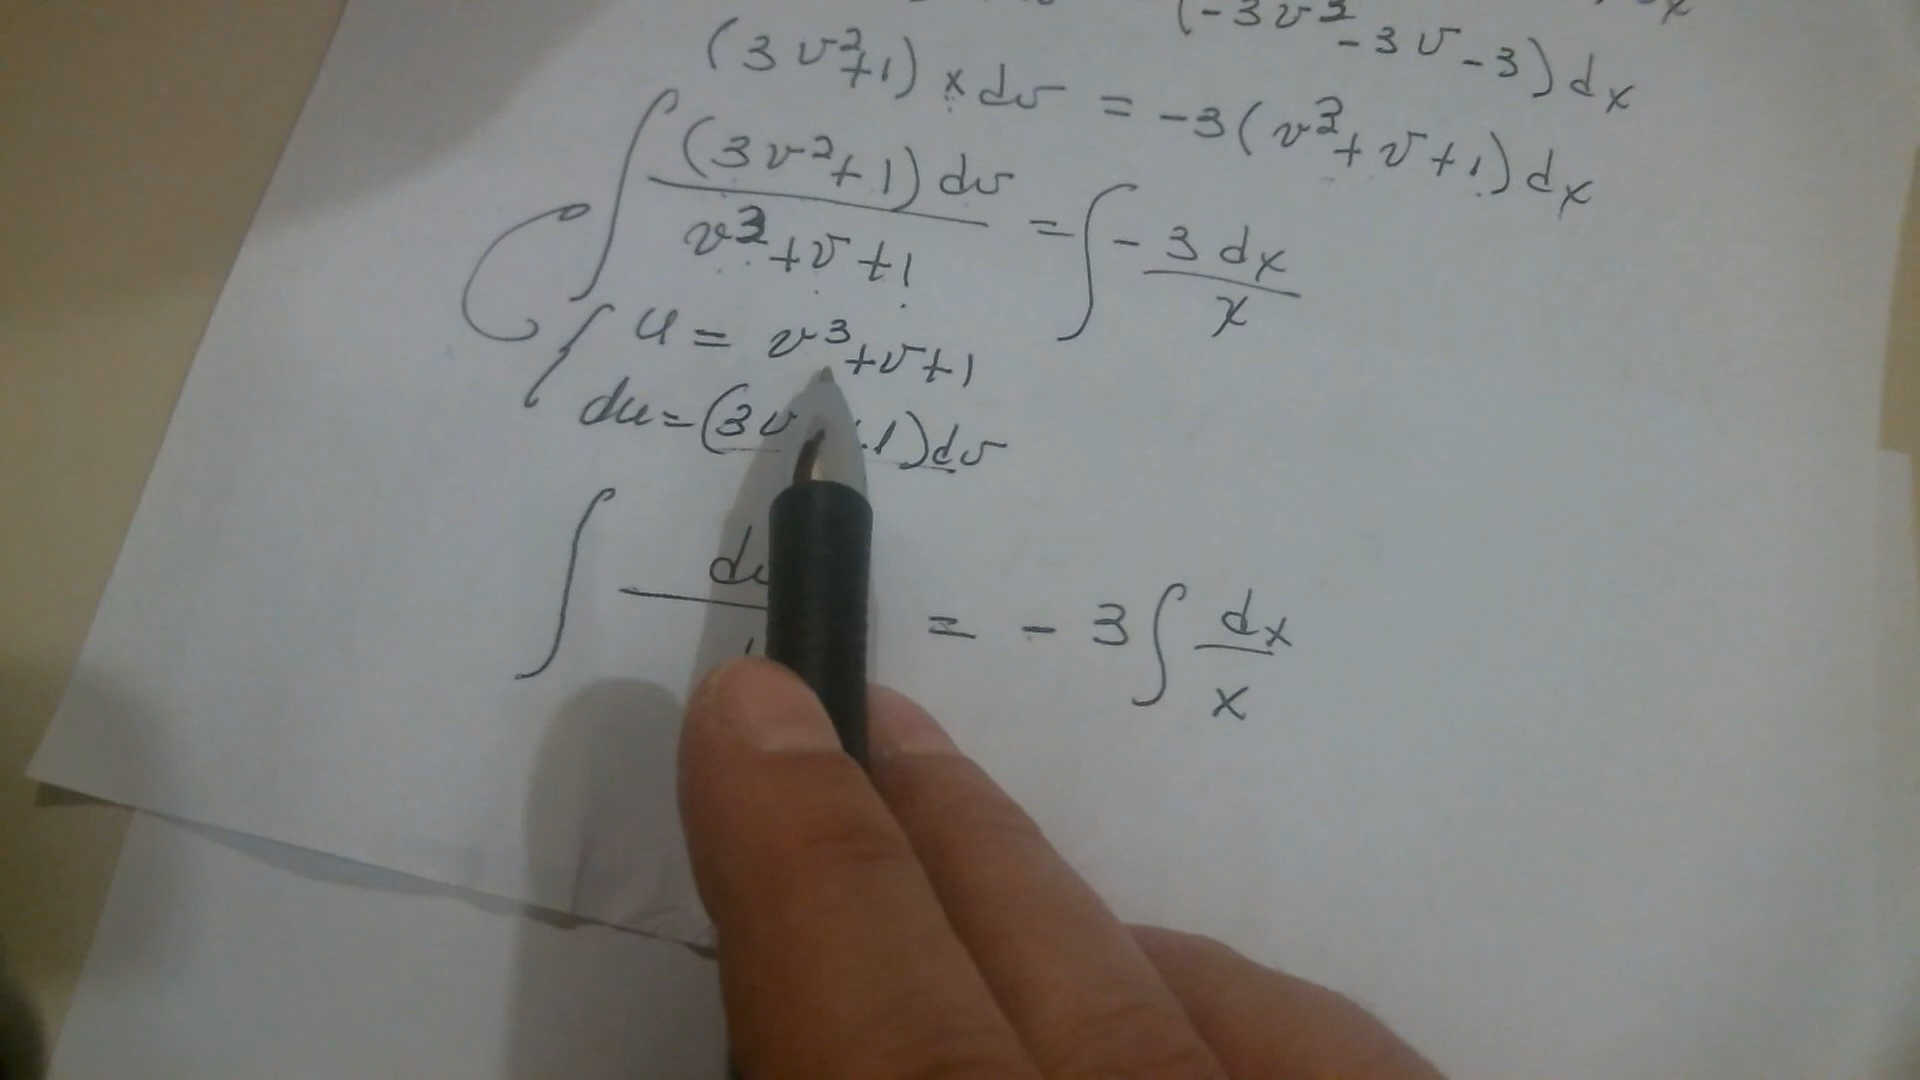 (-3v³ - 3v - 3) dx
(3v² + 1) x dv = -3(v³ + v + 1) dx
∫ (3v² + 1) dv / v³ + v + 1 = ∫ - 3 dx / x
u = v³ + v + 1
du = (3v 1) dv
∫ d = - 3 ∫ dx / x